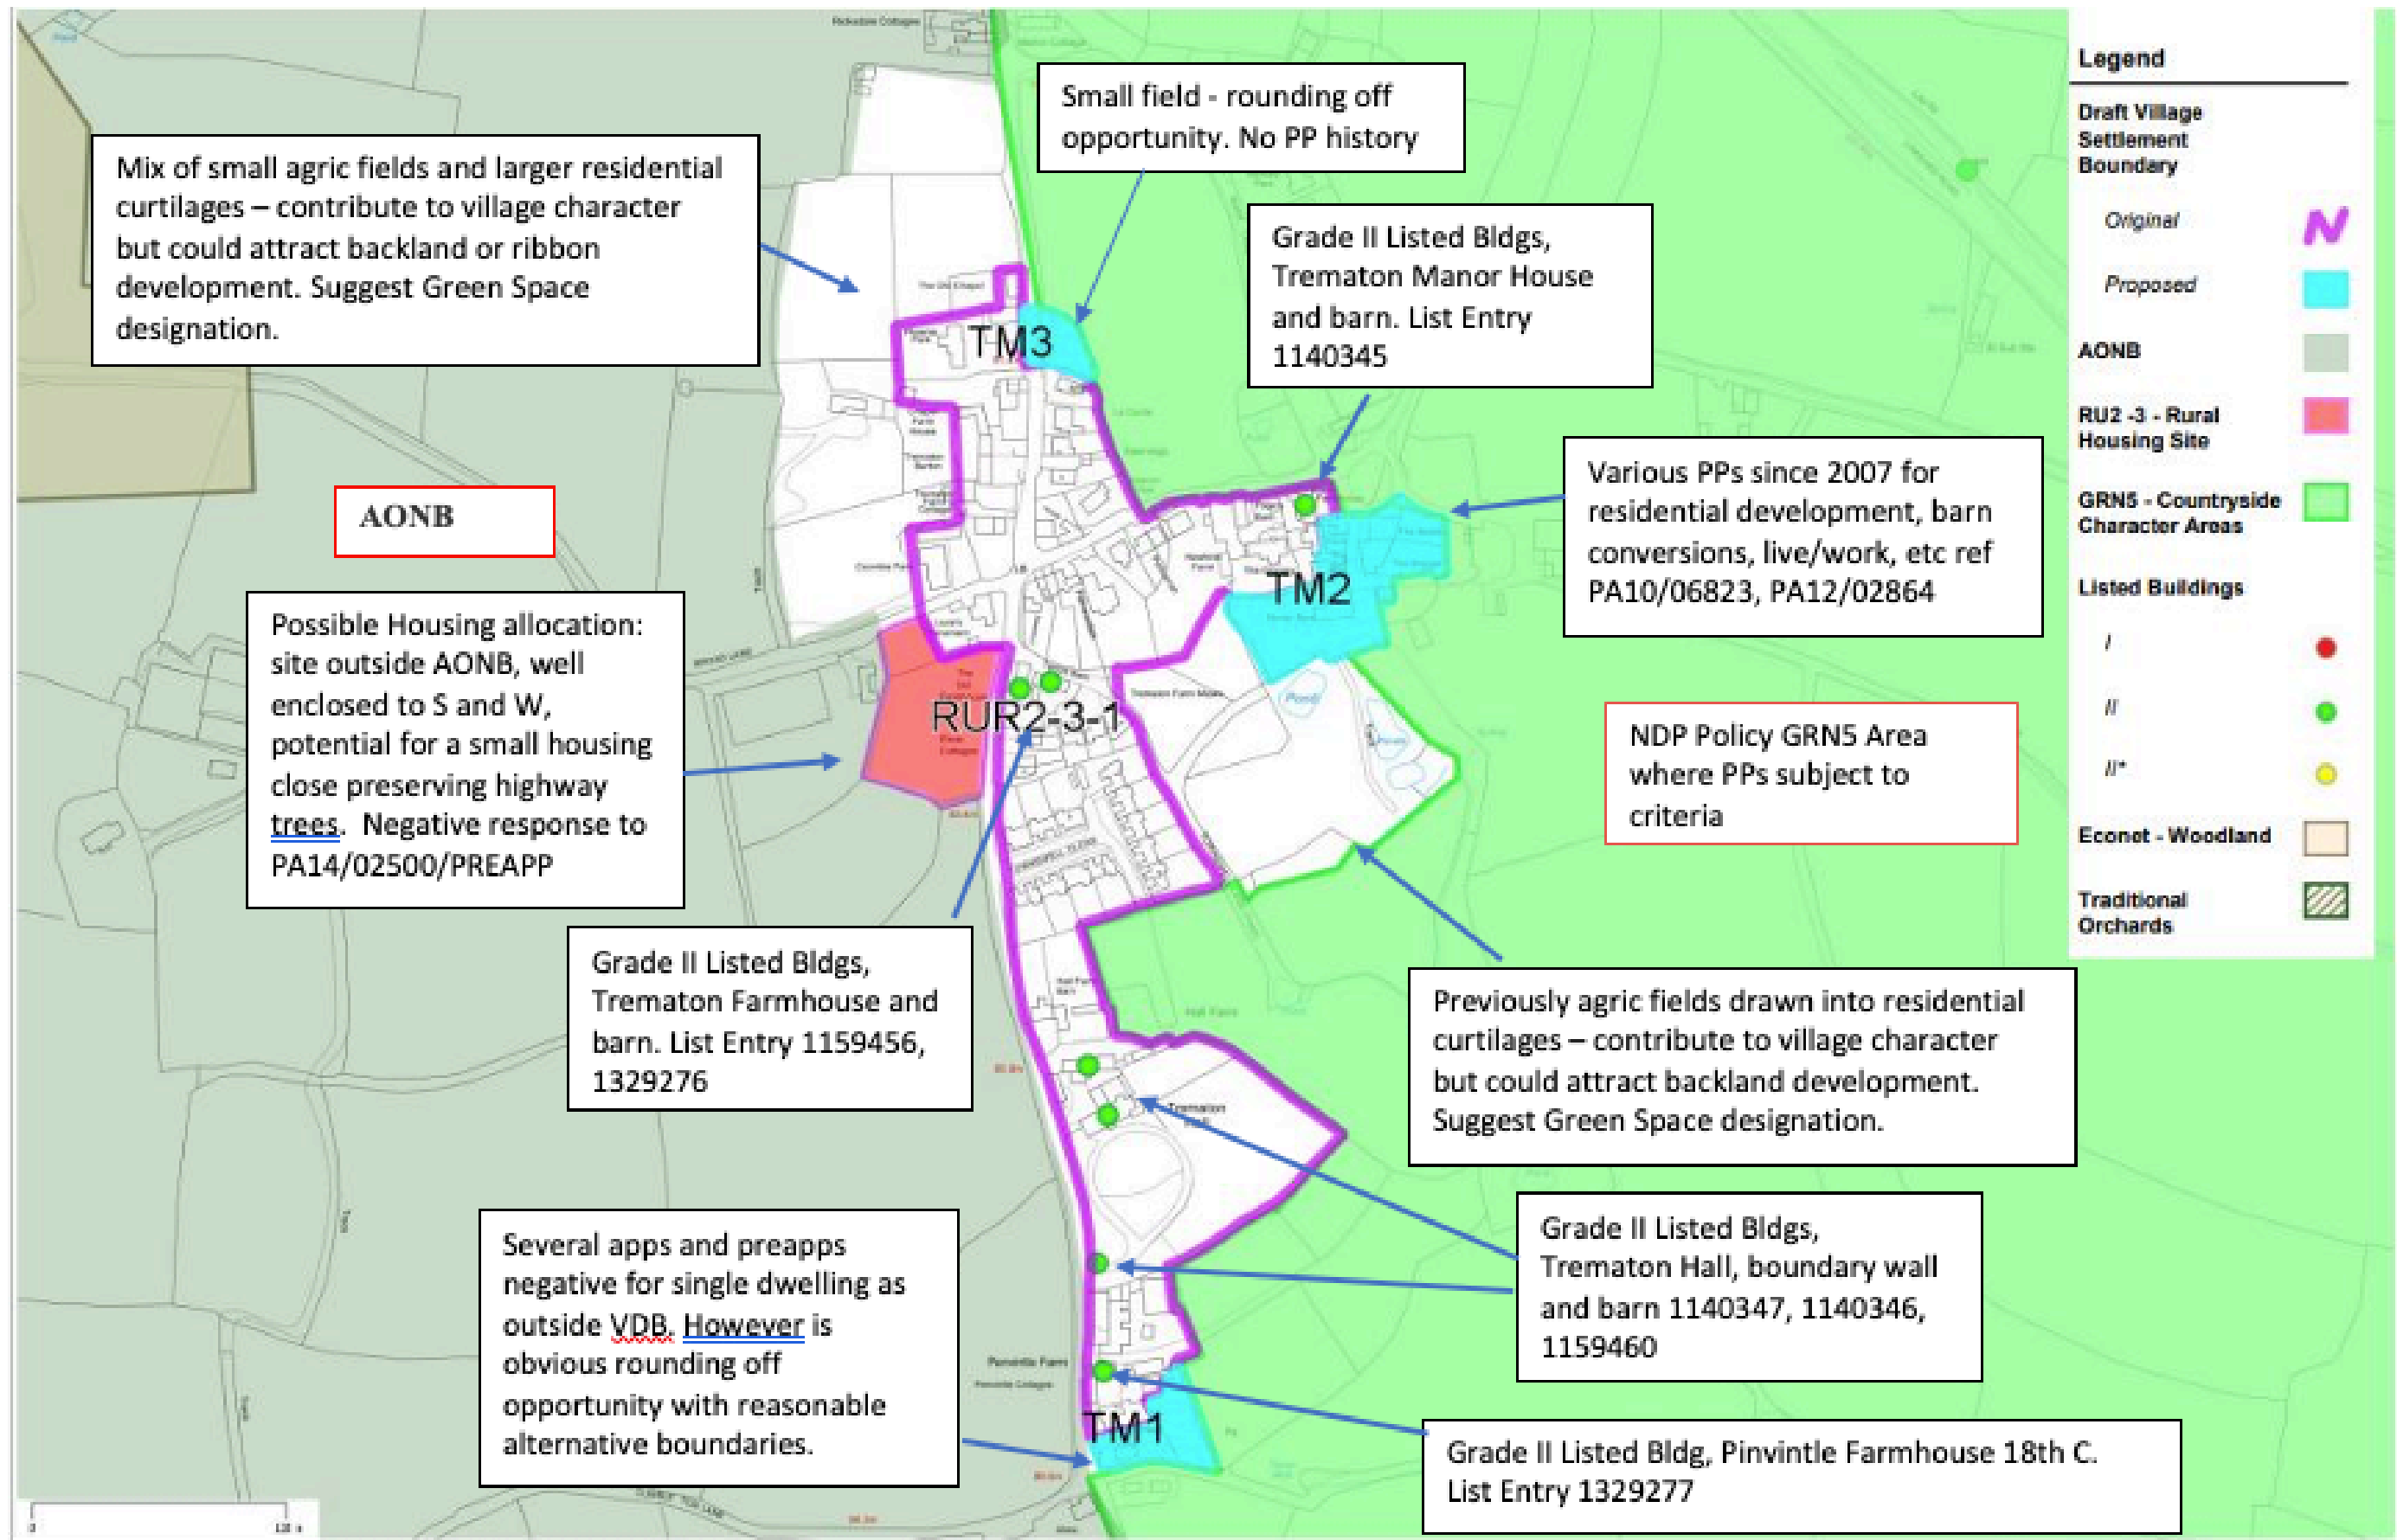 Rickadale Cottages
Small field - rounding off
opportunity. No PP history
Mix of small agric fields and larger residential
curtilages – contribute to village character
but could attract backland or ribbon
development. Suggest Green Space
designation.
Grade II Listed Bldgs,
Trematon Manor House
and barn. List Entry
1140345
TM3
Various PPs since 2007 for
residential development, barn
conversions, live/work, etc ref
PA10/06823, PA12/02864
AONB
TM2
Possible Housing allocation:
site outside AONB, well
enclosed to S and W,
potential for a small housing
close preserving highway
trees. Negative response to
PA14/02500/PREAPP
RUR2-3-1
NDP Policy GRN5 Area
where PPs subject to
criteria
Grade II Listed Bldgs,
Trematon Farmhouse and
barn. List Entry 1159456,
1329276
Previously agric fields drawn into residential
curtilages – contribute to village character
but could attract backland development.
Suggest Green Space designation.
Hall Farm
Trematon
Several apps and preapps
negative for single dwelling as
outside VDB. However is
obvious rounding off
opportunity with reasonable
alternative boundaries.
Grade II Listed Bldgs,
Trematon Hall, boundary wall
and barn 1140347, 1140346,
1159460
TM1
Grade II Listed Bldg, Pinvintle Farmhouse 18th C.
List Entry 1329277
Legend
Draft Village
Settlement
Boundary
Original
Proposed
AONB
RU2 -3 - Rural
Housing Site
GRN5 - Countryside
Character Areas
Listed Buildings
I
II
II*
Econet - Woodland
Traditional
Orchards